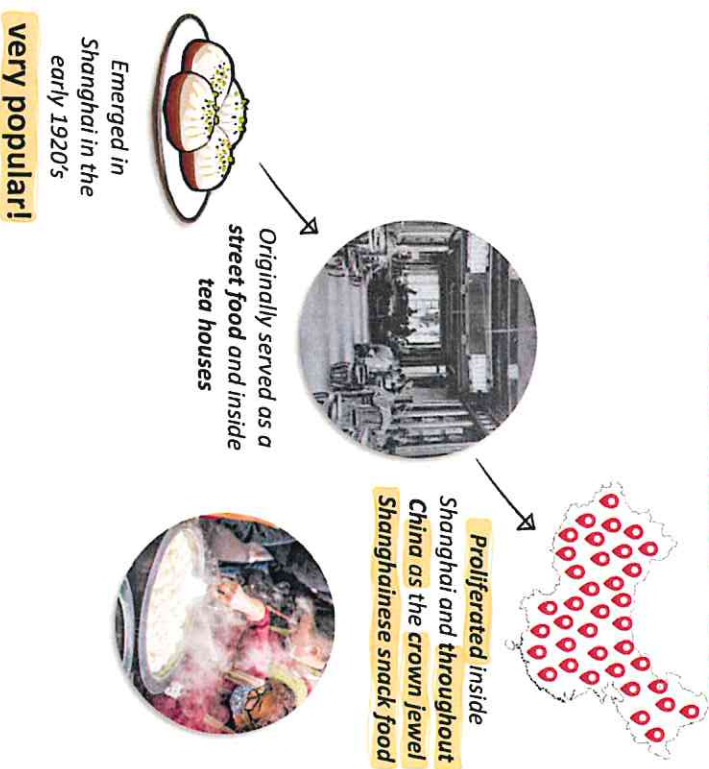 Emerged in
Shanghai in the
early 1920's
very popular!
Originally served as a
street food and inside
tea houses
Proliferated inside
Shanghai and throughout
China as the crown jewel
Shanghainese snack food